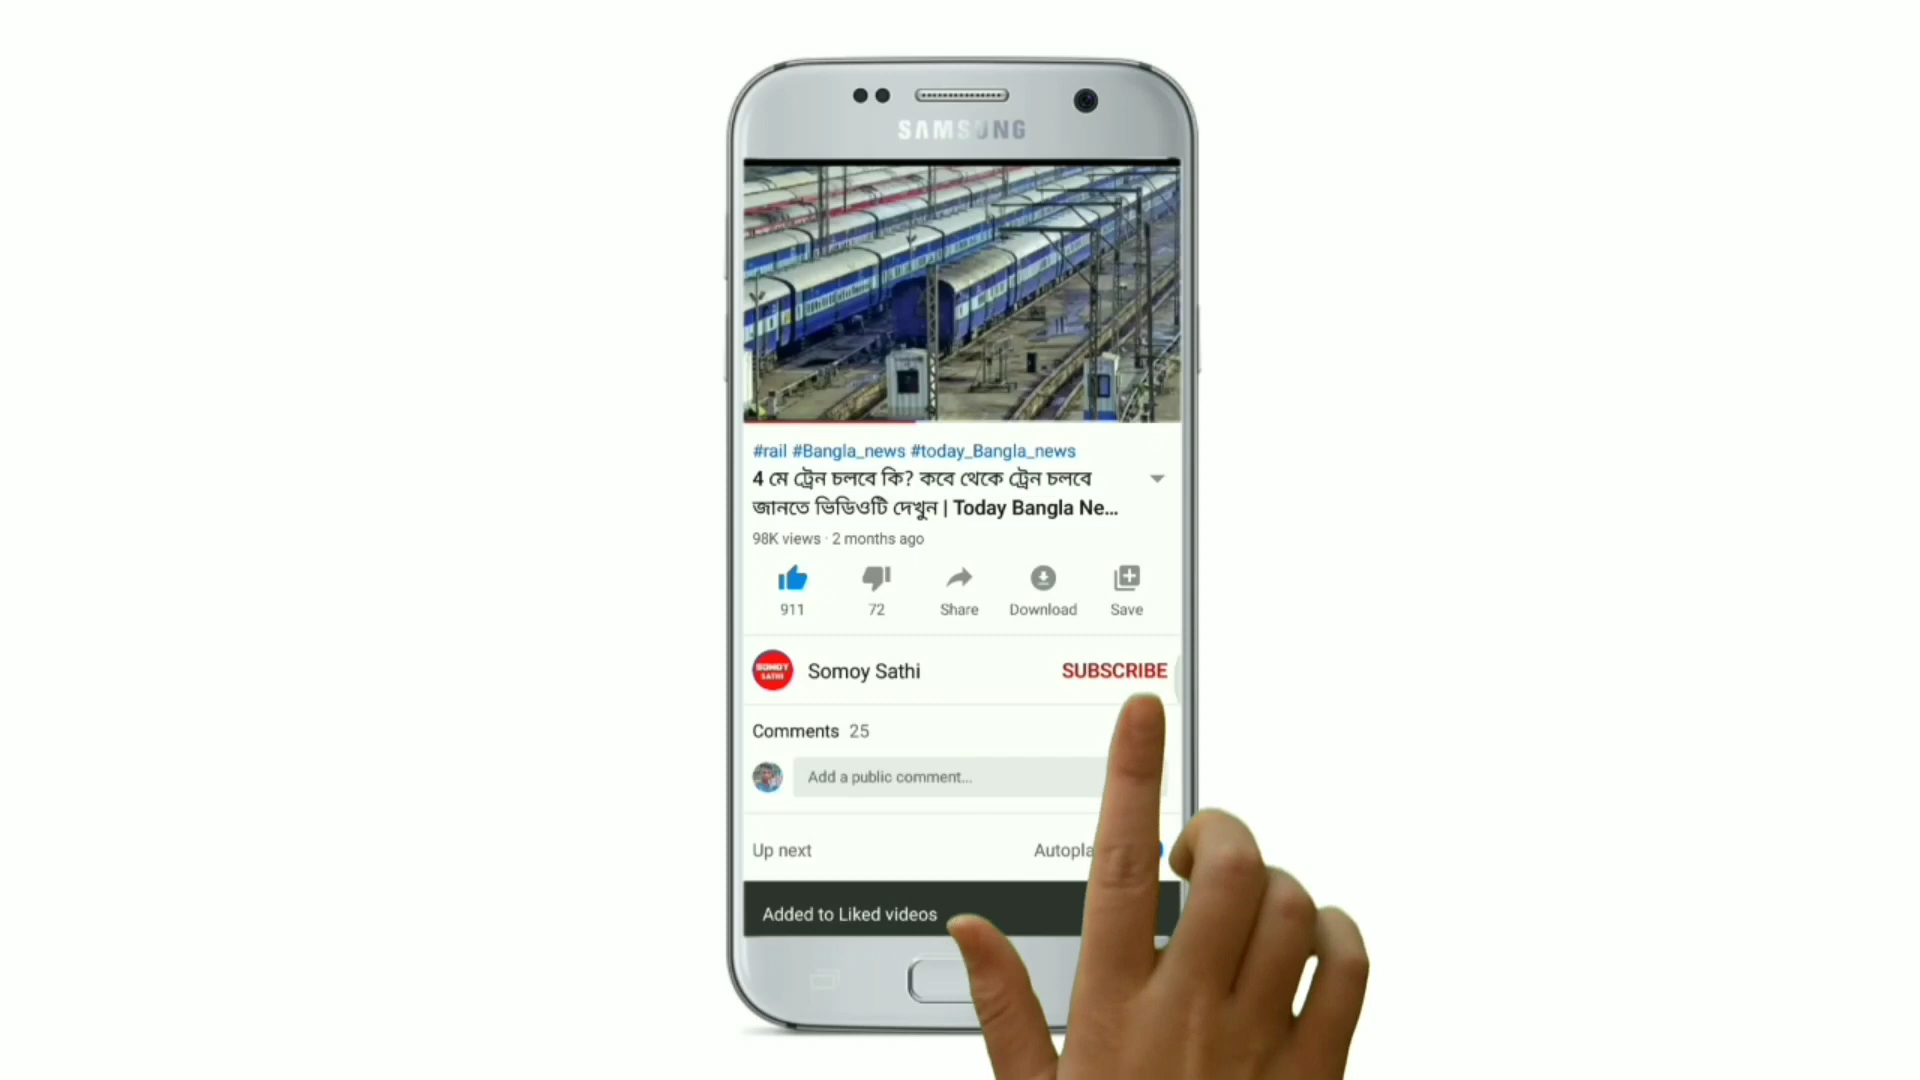 SAMSUNG
#rail #Bangla_news #today_Bangla_news
4 মে ট্রেন চলবে কি? কবে থেকে ট্রেন চলবে
জানতে ভিডিওটি দেখুন | Today Bangla Ne...
98K views · 2 months ago
911 72 Share Download Save
SOMOY
SATHI
Somoy Sathi SUBSCRIBE
Comments 25
Add a public comment...
Up next Autopla
Added to Liked videos